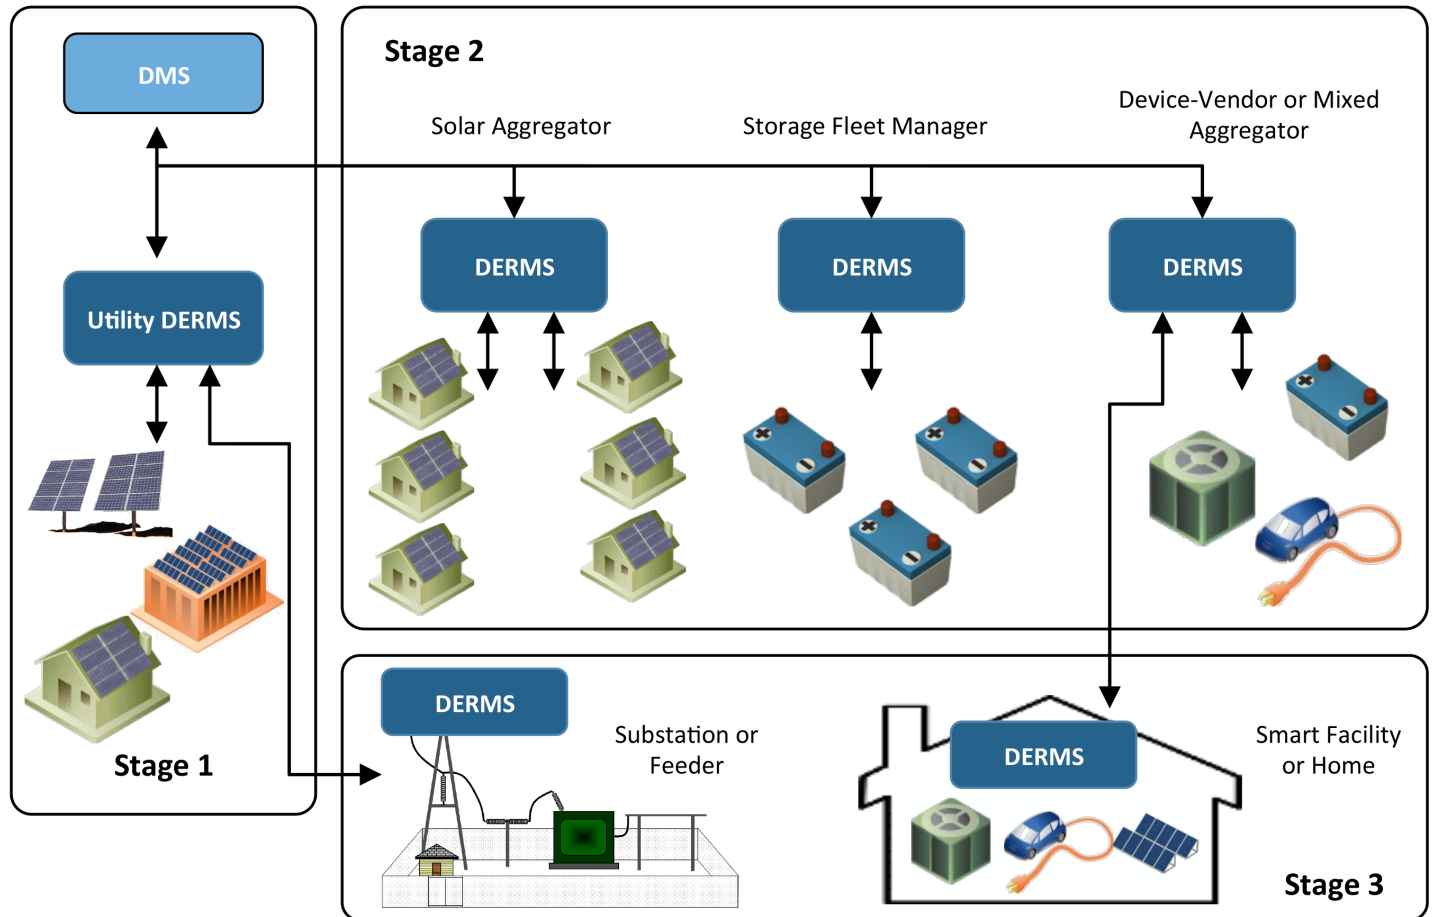 DMS
Utility DERMS
Stage 1
Stage 2
Solar Aggregator
Storage Fleet Manager
Device-Vendor or Mixed
Aggregator
DERMS
DERMS
DERMS
DERMS
Substation or
Feeder
DERMS
Smart Facility
or Home
Stage 3